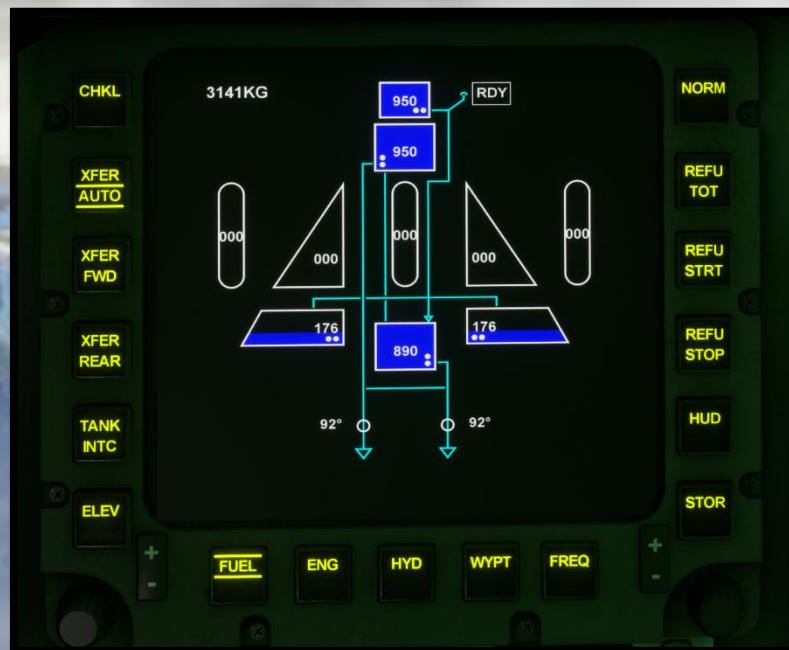 CHKL
3141KG
950
RDY
NORM
950
XFER
AUTO
REFU
TOT
000
000
000
000
000
XFER
FWD
REFU
STRT
176
176
XFER
REAR
890
REFU
STOP
TANK
INTC
92°
92°
HUD
ELEV
STOR
+
-
FUEL
ENG
HYD
WYPT
FREQ
+
-